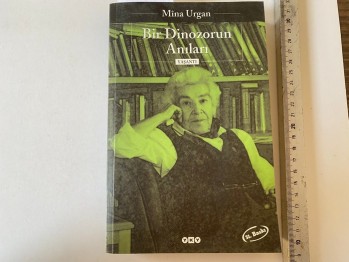 Mina Urgan
Bir Dinozorun
Anıları
YAŞANTI
YKY